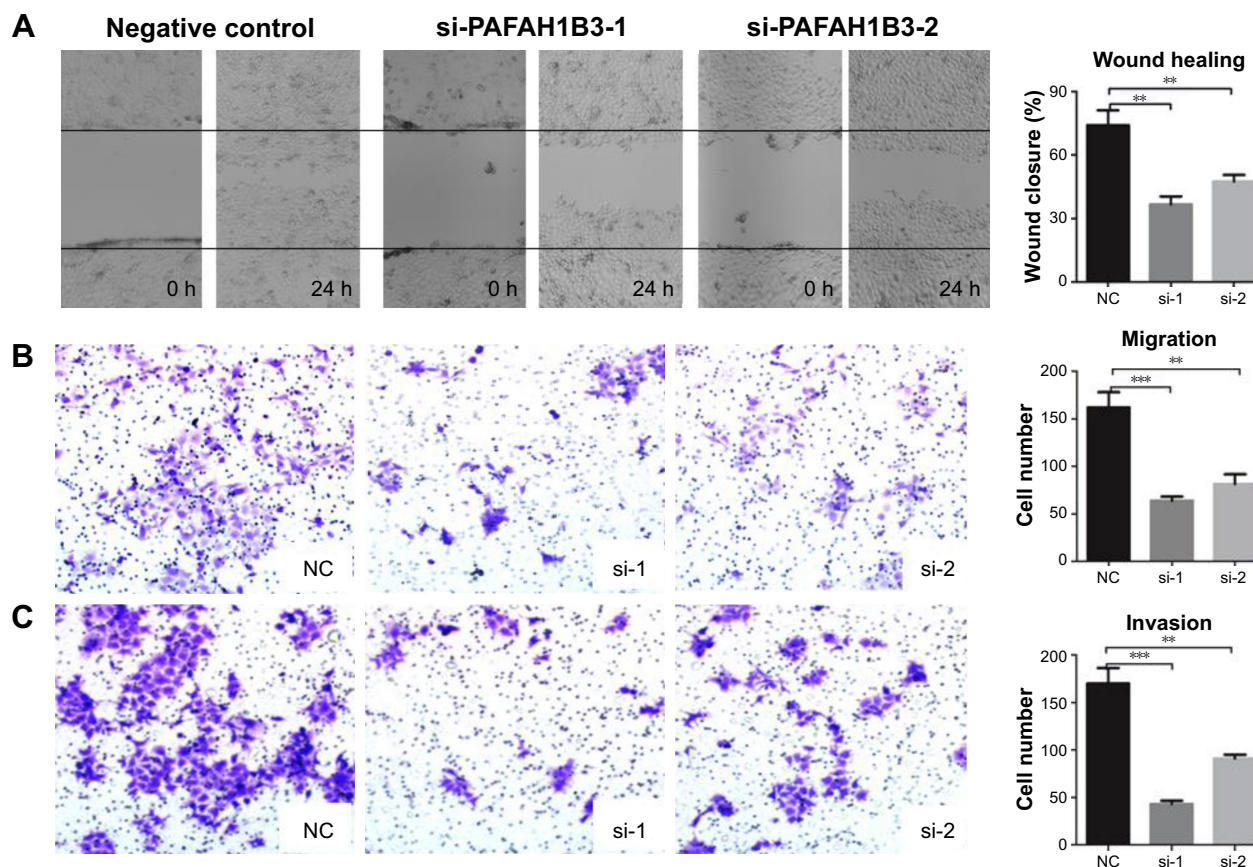 A
Negative control
si-PAFAH1B3-1
si-PAFAH1B3-2
0 h
24 h
0 h
24 h
0 h
24 h
Wound healing
**
**
Wound closure (%)
90
60
30
0
NC
si-1
si-2
B
NC
si-1
si-2
Migration
**
***
Cell number
200
150
100
50
0
NC
si-1
si-2
C
NC
si-1
si-2
Invasion
**
***
Cell number
200
150
100
50
0
NC
si-1
si-2